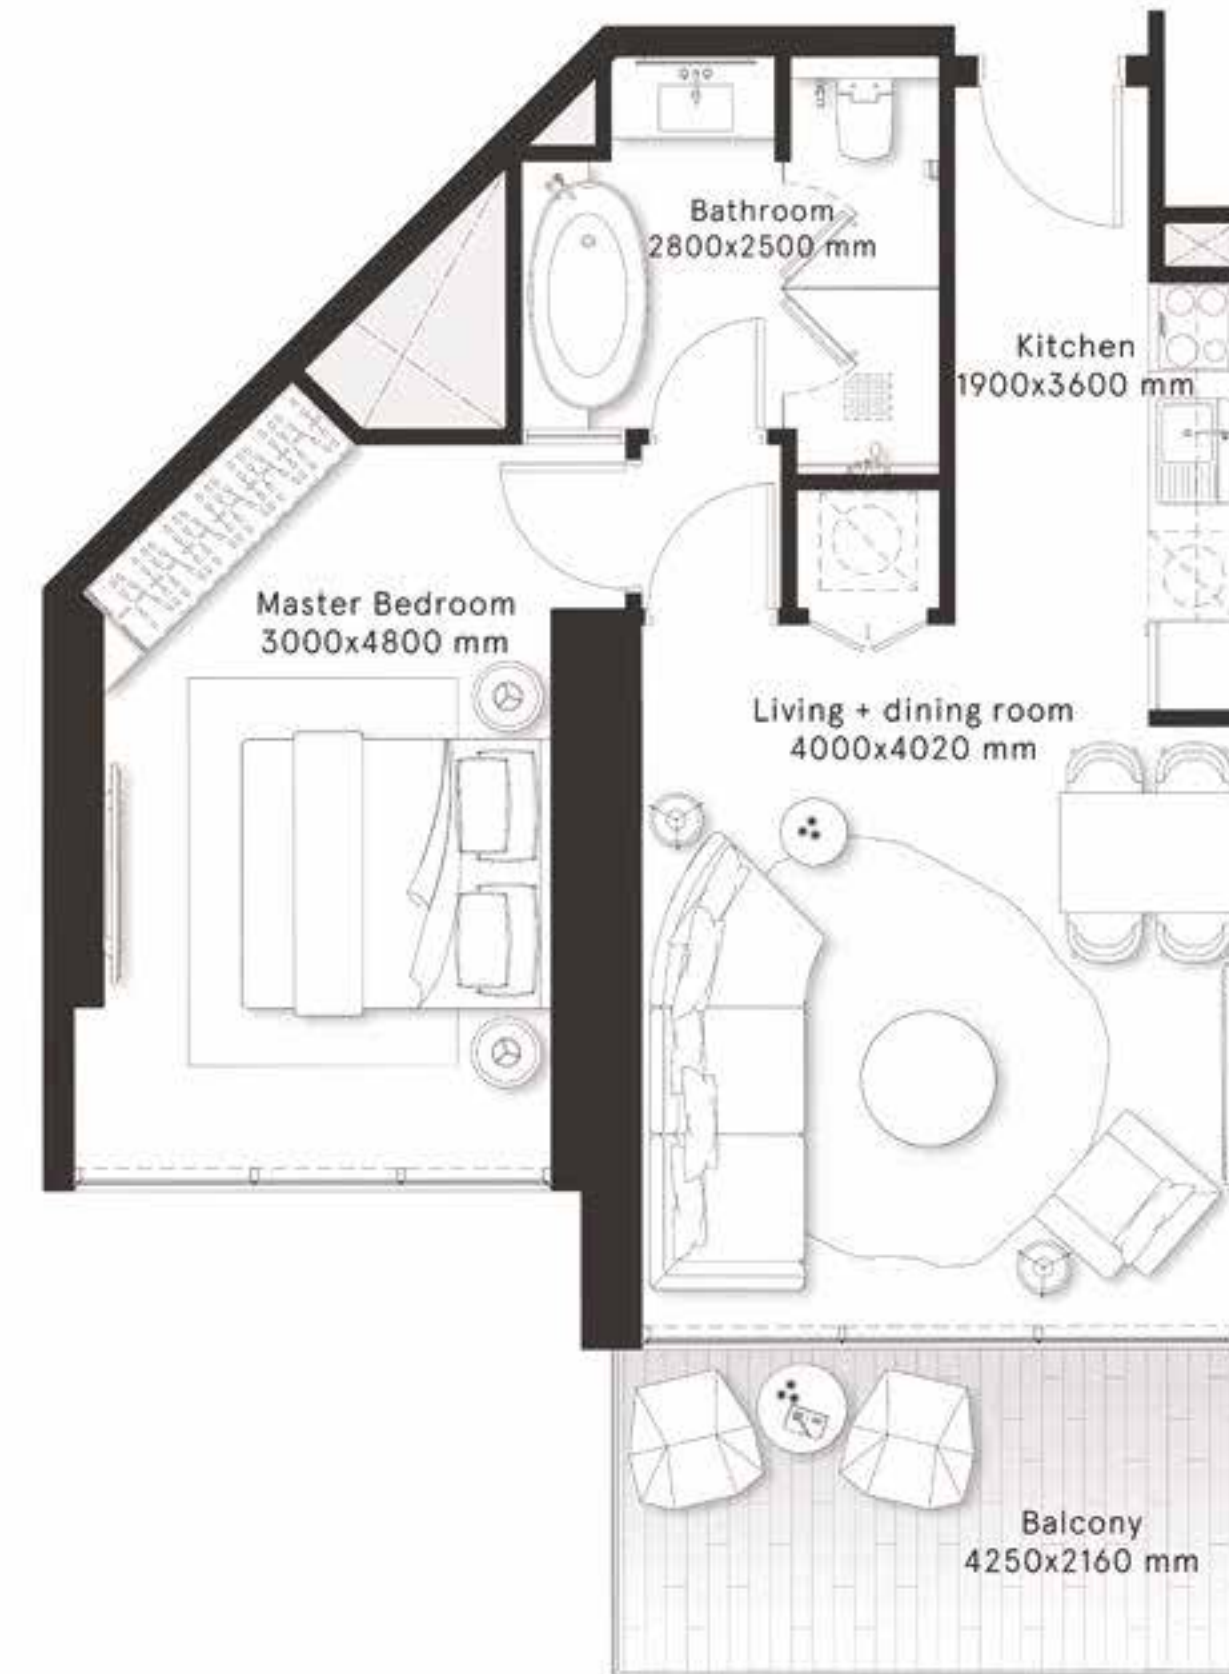 Bathroom
2800x2500 mm
Kitchen
1900x3600 mm
Master Bedroom
3000x4800 mm
Living + dining room
4000x4020 mm
Balcony
4250x2160 mm